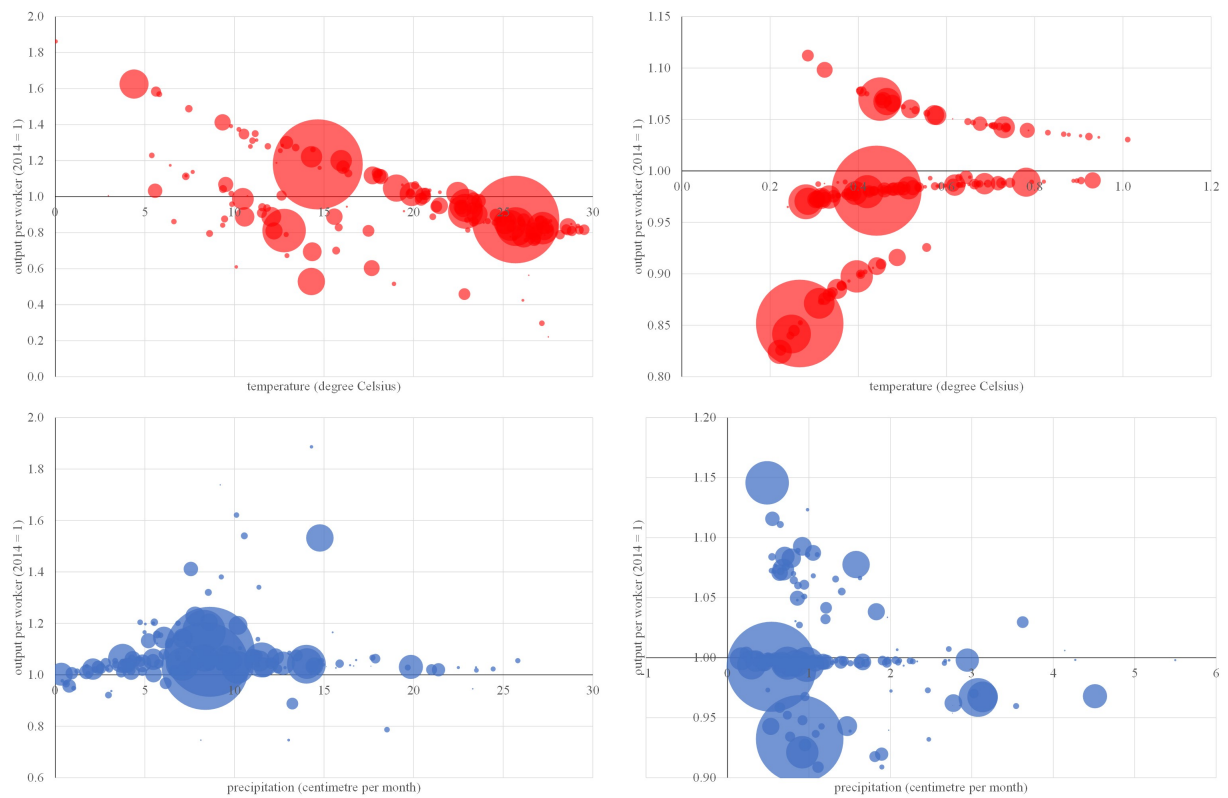 2.0
1.8
1.6
1.4
1.2
1.0
0.8
0.6
0.4
0.2
0.0
0 5 10 15 20 25 30
output per worker (2014 = 1)
temperature (degree Celsius)
1.15
1.10
1.05
1.00
0.95
0.90
0.85
0.80
0.0 0.2 0.4 0.6 0.8 1.0 1.2
output per worker (2014 = 1)
temperature (degree Celsius)
2.0
1.8
1.6
1.4
1.2
1.0
0.8
0.6
0 5 10 15 20 25 30
output per worker (2014 = 1)
precipitation (centimetre per month)
1.20
1.15
1.10
1.05
1.00
0.95
0.90
-1 0 1 2 3 4 5 6
output per worker (2014 = 1)
precipitation (centimetre per month)